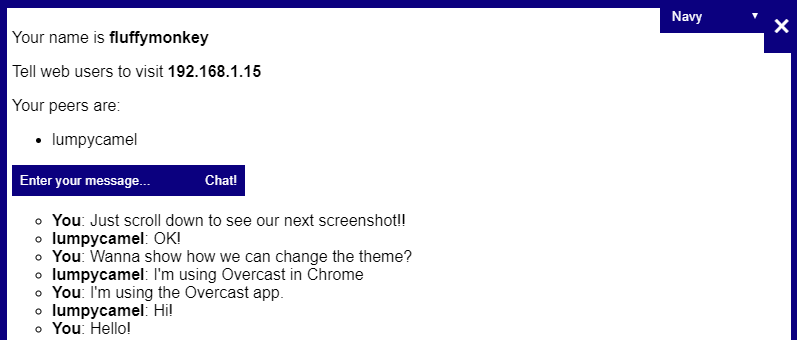 Navy
Your name is fluffymonkey
Tell web users to visit 192.168.1.15
Your peers are:
lumpycamel
Enter your message... Chat!
You: Just scroll down to see our next screenshot!!
lumpycamel: OK!
You: Wanna show how we can change the theme?
lumpycamel: I'm using Overcast in Chrome
You: I'm using the Overcast app.
lumpycamel: Hi!
You: Hello!